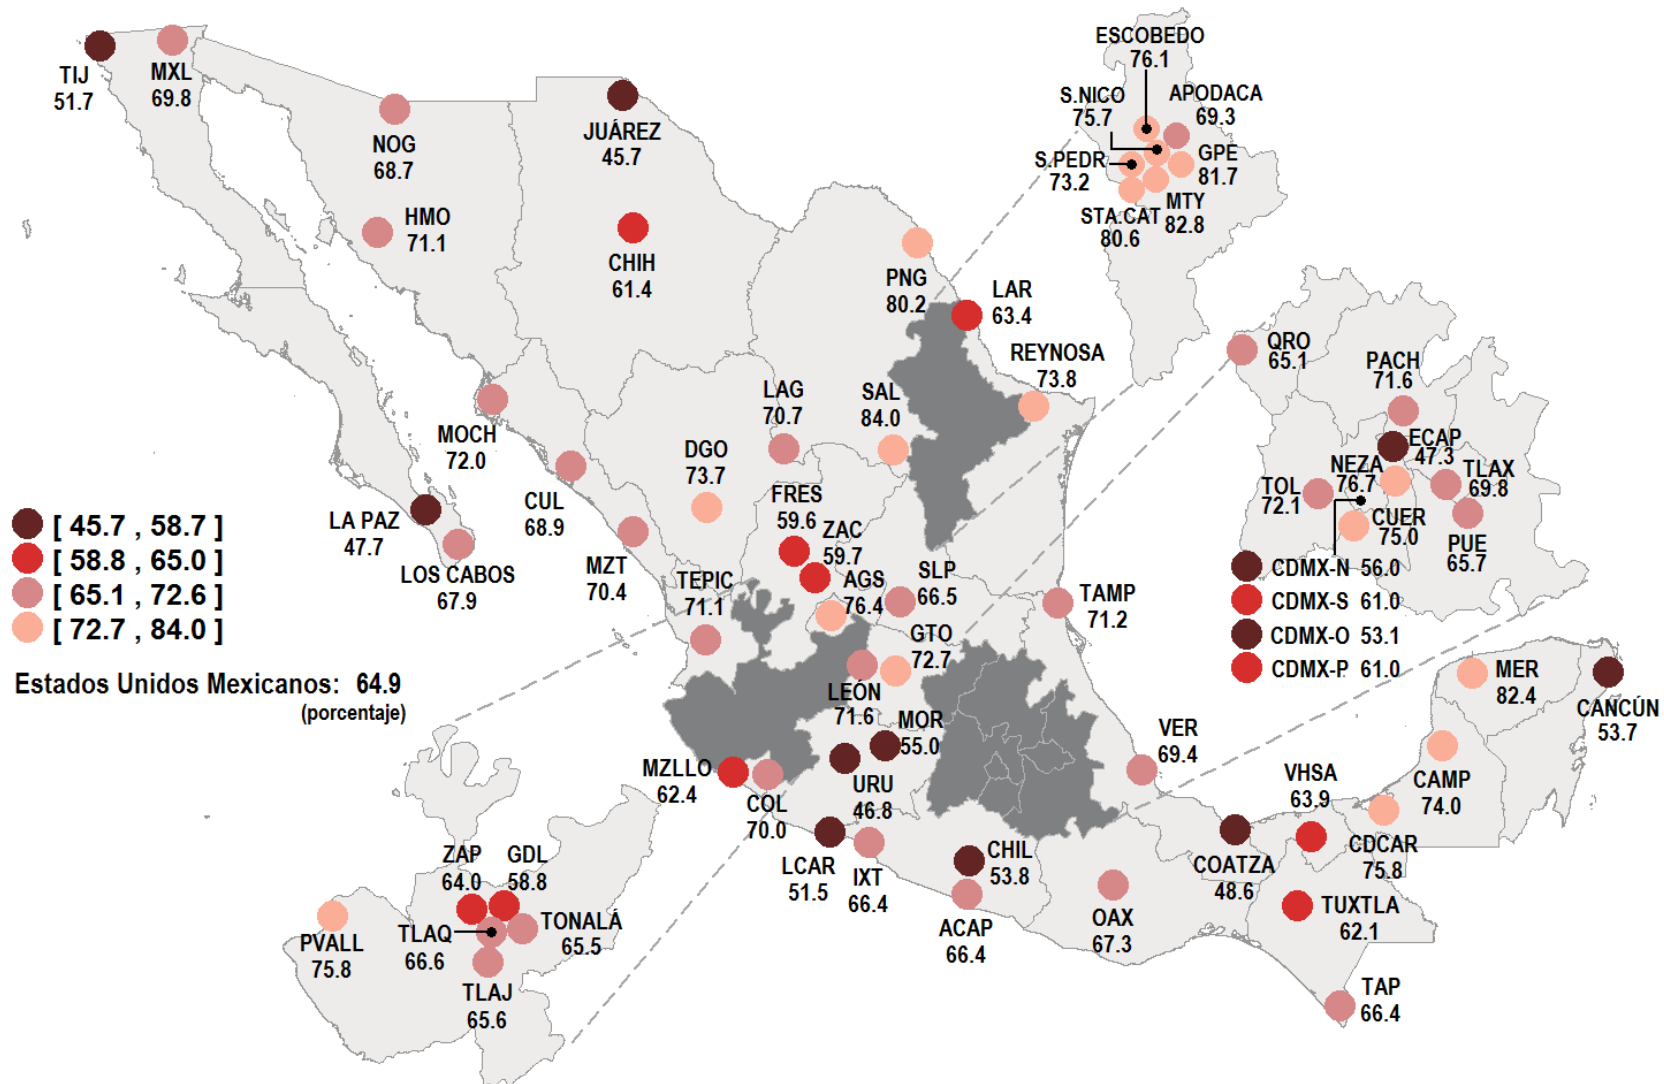 ESCOBEDO
76.1
S.NICO
75.7
APODACA
69.3
S.PEDR
73.2
GPE
81.7
STA.CAT
80.6
MTY
82.8
TIJ
51.7
MXL
69.8
NOG
68.7
JUÁREZ
45.7
HMO
71.1
CHIH
61.4
PNG
80.2
LAR
63.4
REYNOSA
73.8
QRO
65.1
PACH
71.6
ECAP
47.3
NEZA
76.7
TLAX
69.8
TOL
72.1
CUER
75.0
PUE
65.7
CDMX-N 56.0
CDMX-S 61.0
CDMX-O 53.1
CDMX-P 61.0
MOCH
72.0
LAG
70.7
SAL
84.0
DGO
73.7
CUL
68.9
FRES
59.6
ZAC
59.7
LA PAZ
47.7
LOS CABOS
67.9
MZT
70.4
TEPIC
71.1
AGS
76.4
SLP
66.5
TAMP
71.2
GTO
72.7
LEÓN
71.6
MOR
55.0
[ 45.7 , 58.7 ]
[ 58.8 , 65.0 ]
[ 65.1 , 72.6 ]
[ 72.7 , 84.0 ]
Estados Unidos Mexicanos: 64.9
(porcentaje)
MZLLO
62.4
COL
70.0
URU
46.8
VER
69.4
MER
82.4
CANCÚN
53.7
CAMP
74.0
VHSA
63.9
CDCAR
75.8
COATZA
48.6
LCAR
51.5
IXT
66.4
CHIL
53.8
ACAP
66.4
OAX
67.3
TUXTLA
62.1
TAP
66.4
ZAP
64.0
GDL
58.8
PVALL
75.8
TLAQ
66.6
TONALÁ
65.5
TLAJ
65.6